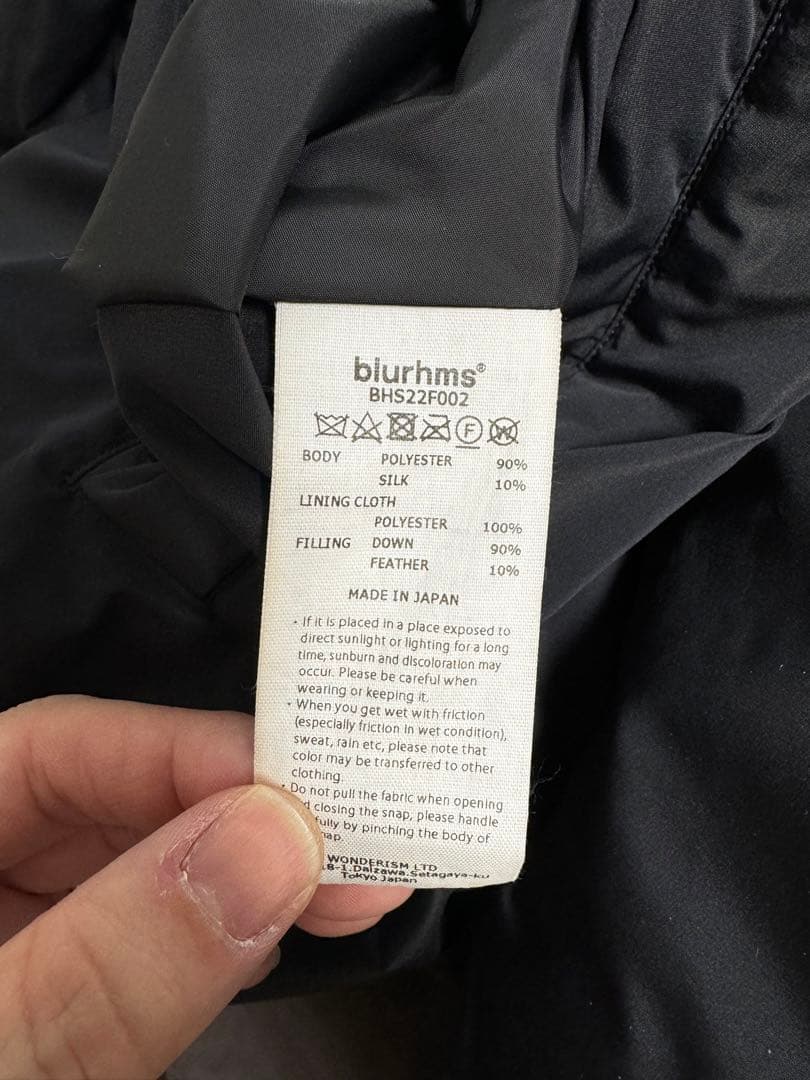 blurhms®
BHS22F002
F W
BODY POLYESTER 90%
SILK 10%
LINING CLOTH
POLYESTER 100%
FILLING DOWN 90%
FEATHER 10%
MADE IN JAPAN
・If it is placed in a place exposed to
direct sunlight or lighting for a long
time, sunburn and discoloration may
occur. Please be careful when
wearing or keeping it.
・When you get wet with friction
(especially friction in wet condition),
sweat, rain etc, please note that
color may be transferred to other
clothing.
・Do not pull the fabric when opening
closing the snap, please handle
by pinching the body of
WONDERISM LTD
8-1.Daizawa.Setagaya-ku
Tokyo Japan